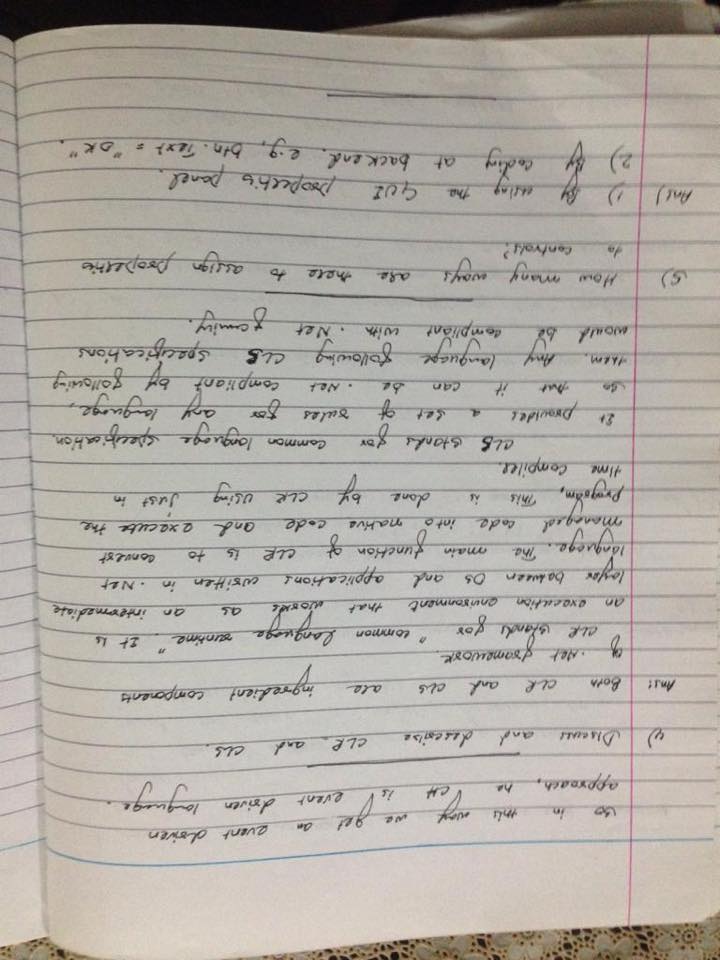 so in this way we get an event driven
approach, he VC# is event driven language.
4) Discuss and describe CLR and CLS.
Ans: Both CLR and CLS are ingredient components
of .Net framework.
CLR stands for "common language runtime". It is
an execution environment that works as an intermediate
layer between OS and applications written in .Net
language. The main function of CLR is to convert
managed code into native code and execute the
program, This is done by CLR using Just in
time compiler.
CLS stands for common language specification.
It provides a set of rules for any language,
so that it can be .Net compliant by following
them. Any language following CLS specifications
would be compliant with .Net family.
5) How many ways are there to assign properties
to controls?
Ans) 1) By using the GUI properties panel.
2) By coding at backend. e.g, btn.Text = "OK".